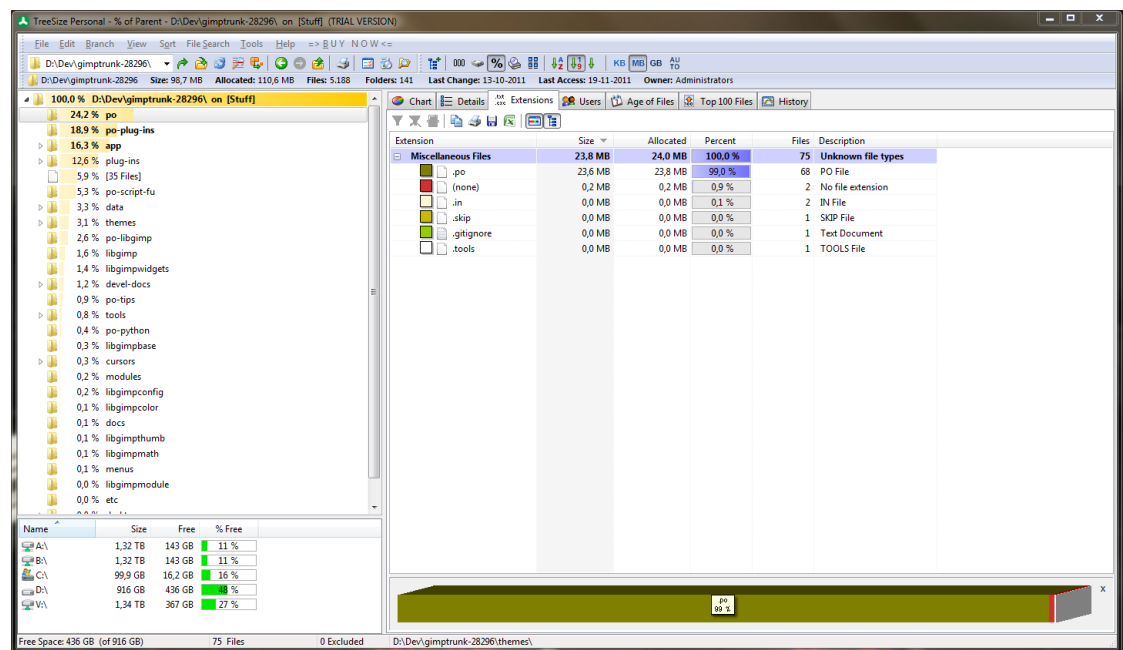 TreeSize Personal - % of Parent - D:\Dev\gimptrunk-28296\ on [Stuff] (TRIAL VERSION)
File Edit Branch View Sort File Search Tools Help => B U Y N O W <=
D:\Dev\gimptrunk-28296\ 000 % KB MB GB AU TO
D:\Dev\gimptrunk-28296 Size: 98,7 MB Allocated: 110,6 MB Files: 5.188 Folders: 141 Last Change: 13-10-2011 Last Access: 19-11-2011 Owner: Administrators
100,0 % D:\Dev\gimptrunk-28296\ on [Stuff]
24,2 % po
18,9 % po-plug-ins
16,3 % app
12,6 % plug-ins
5,9 % [35 Files]
5,3 % po-script-fu
3,3 % data
3,1 % themes
2,6 % po-libgimp
1,6 % libgimp
1,4 % libgimpwidgets
1,2 % devel-docs
0,9 % po-tips
0,8 % tools
0,4 % po-python
0,3 % libgimpbase
0,3 % cursors
0,2 % modules
0,2 % libgimpconfig
0,1 % libgimpcolor
0,1 % docs
0,1 % libgimpthumb
0,1 % libgimpmath
0,1 % menus
0,0 % libgimpmodule
0,0 % etc
Chart Details Extensions Users Age of Files Top 100 Files History
Extension Size Allocated Percent Files Description
Miscellaneous Files 23,8 MB 24,0 MB 100,0 % 75 Unknown file types
.po 23,6 MB 23,8 MB 99,0 % 68 PO File
(none) 0,2 MB 0,2 MB 0,9 % 2 No file extension
.in 0,0 MB 0,0 MB 0,1 % 2 IN File
.skip 0,0 MB 0,0 MB 0,0 % 1 SKIP File
.gitignore 0,0 MB 0,0 MB 0,0 % 1 Text Document
.tools 0,0 MB 0,0 MB 0,0 % 1 TOOLS File
Name Size Free % Free
A:\ 1,32 TB 143 GB 11 %
B:\ 1,32 TB 143 GB 11 %
C:\ 99,9 GB 16,2 GB 16 %
D:\ 916 GB 436 GB 48 %
V:\ 1,34 TB 367 GB 27 %
.po
99 %
x
Free Space: 436 GB (of 916 GB) 75 Files 0 Excluded D:\Dev\gimptrunk-28296\themes\